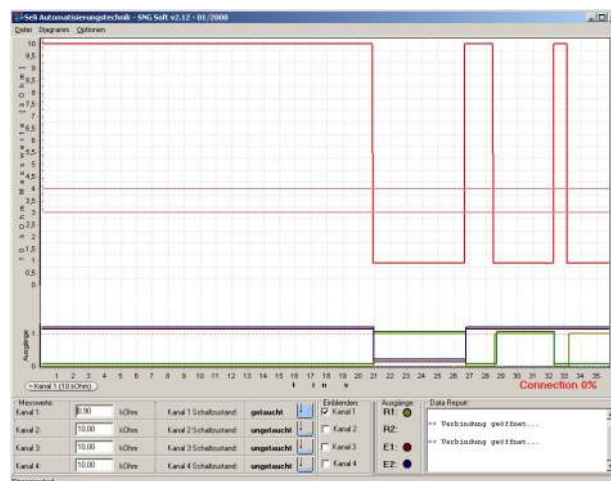 Seli Automatisierungstechnik - SNG Soft v2.12 - 01/2008
Datei Diagramm Optionen
10
9
8,5
8
7,5
7
6,5
6
5,5
5
4,5
4
3,5
3
2,5
2
1,5
1
0,5
0
Ausgänge
1
0
1 2 3 4 5 6 7 8 9 10 11 12 13 14 15 16 17 18 19 20 21 22 23 24 25 26 27 28 29 30 31 32 33 34 35
Kanal 1 (10 kOhm)
t i n s
Connection 0%
Messwerte: Einblenden: Ausgänge: Data Report:
Kanal 1: 0,90 kOhm Kanal 1 Schaltzustand: getaucht Kanal 1 R1:
Kanal 2: 10,00 kOhm Kanal 2 Schaltzustand: ungetaucht Kanal 2 R2: >> Verbindung geöffnet...
Kanal 3: 10,00 kOhm Kanal 3 Schaltzustand: ungetaucht Kanal 3 E1: >> Verbindung geöffnet...
Kanal 4: 10,00 kOhm Kanal 4 Schaltzustand: ungetaucht Kanal 4 E2: